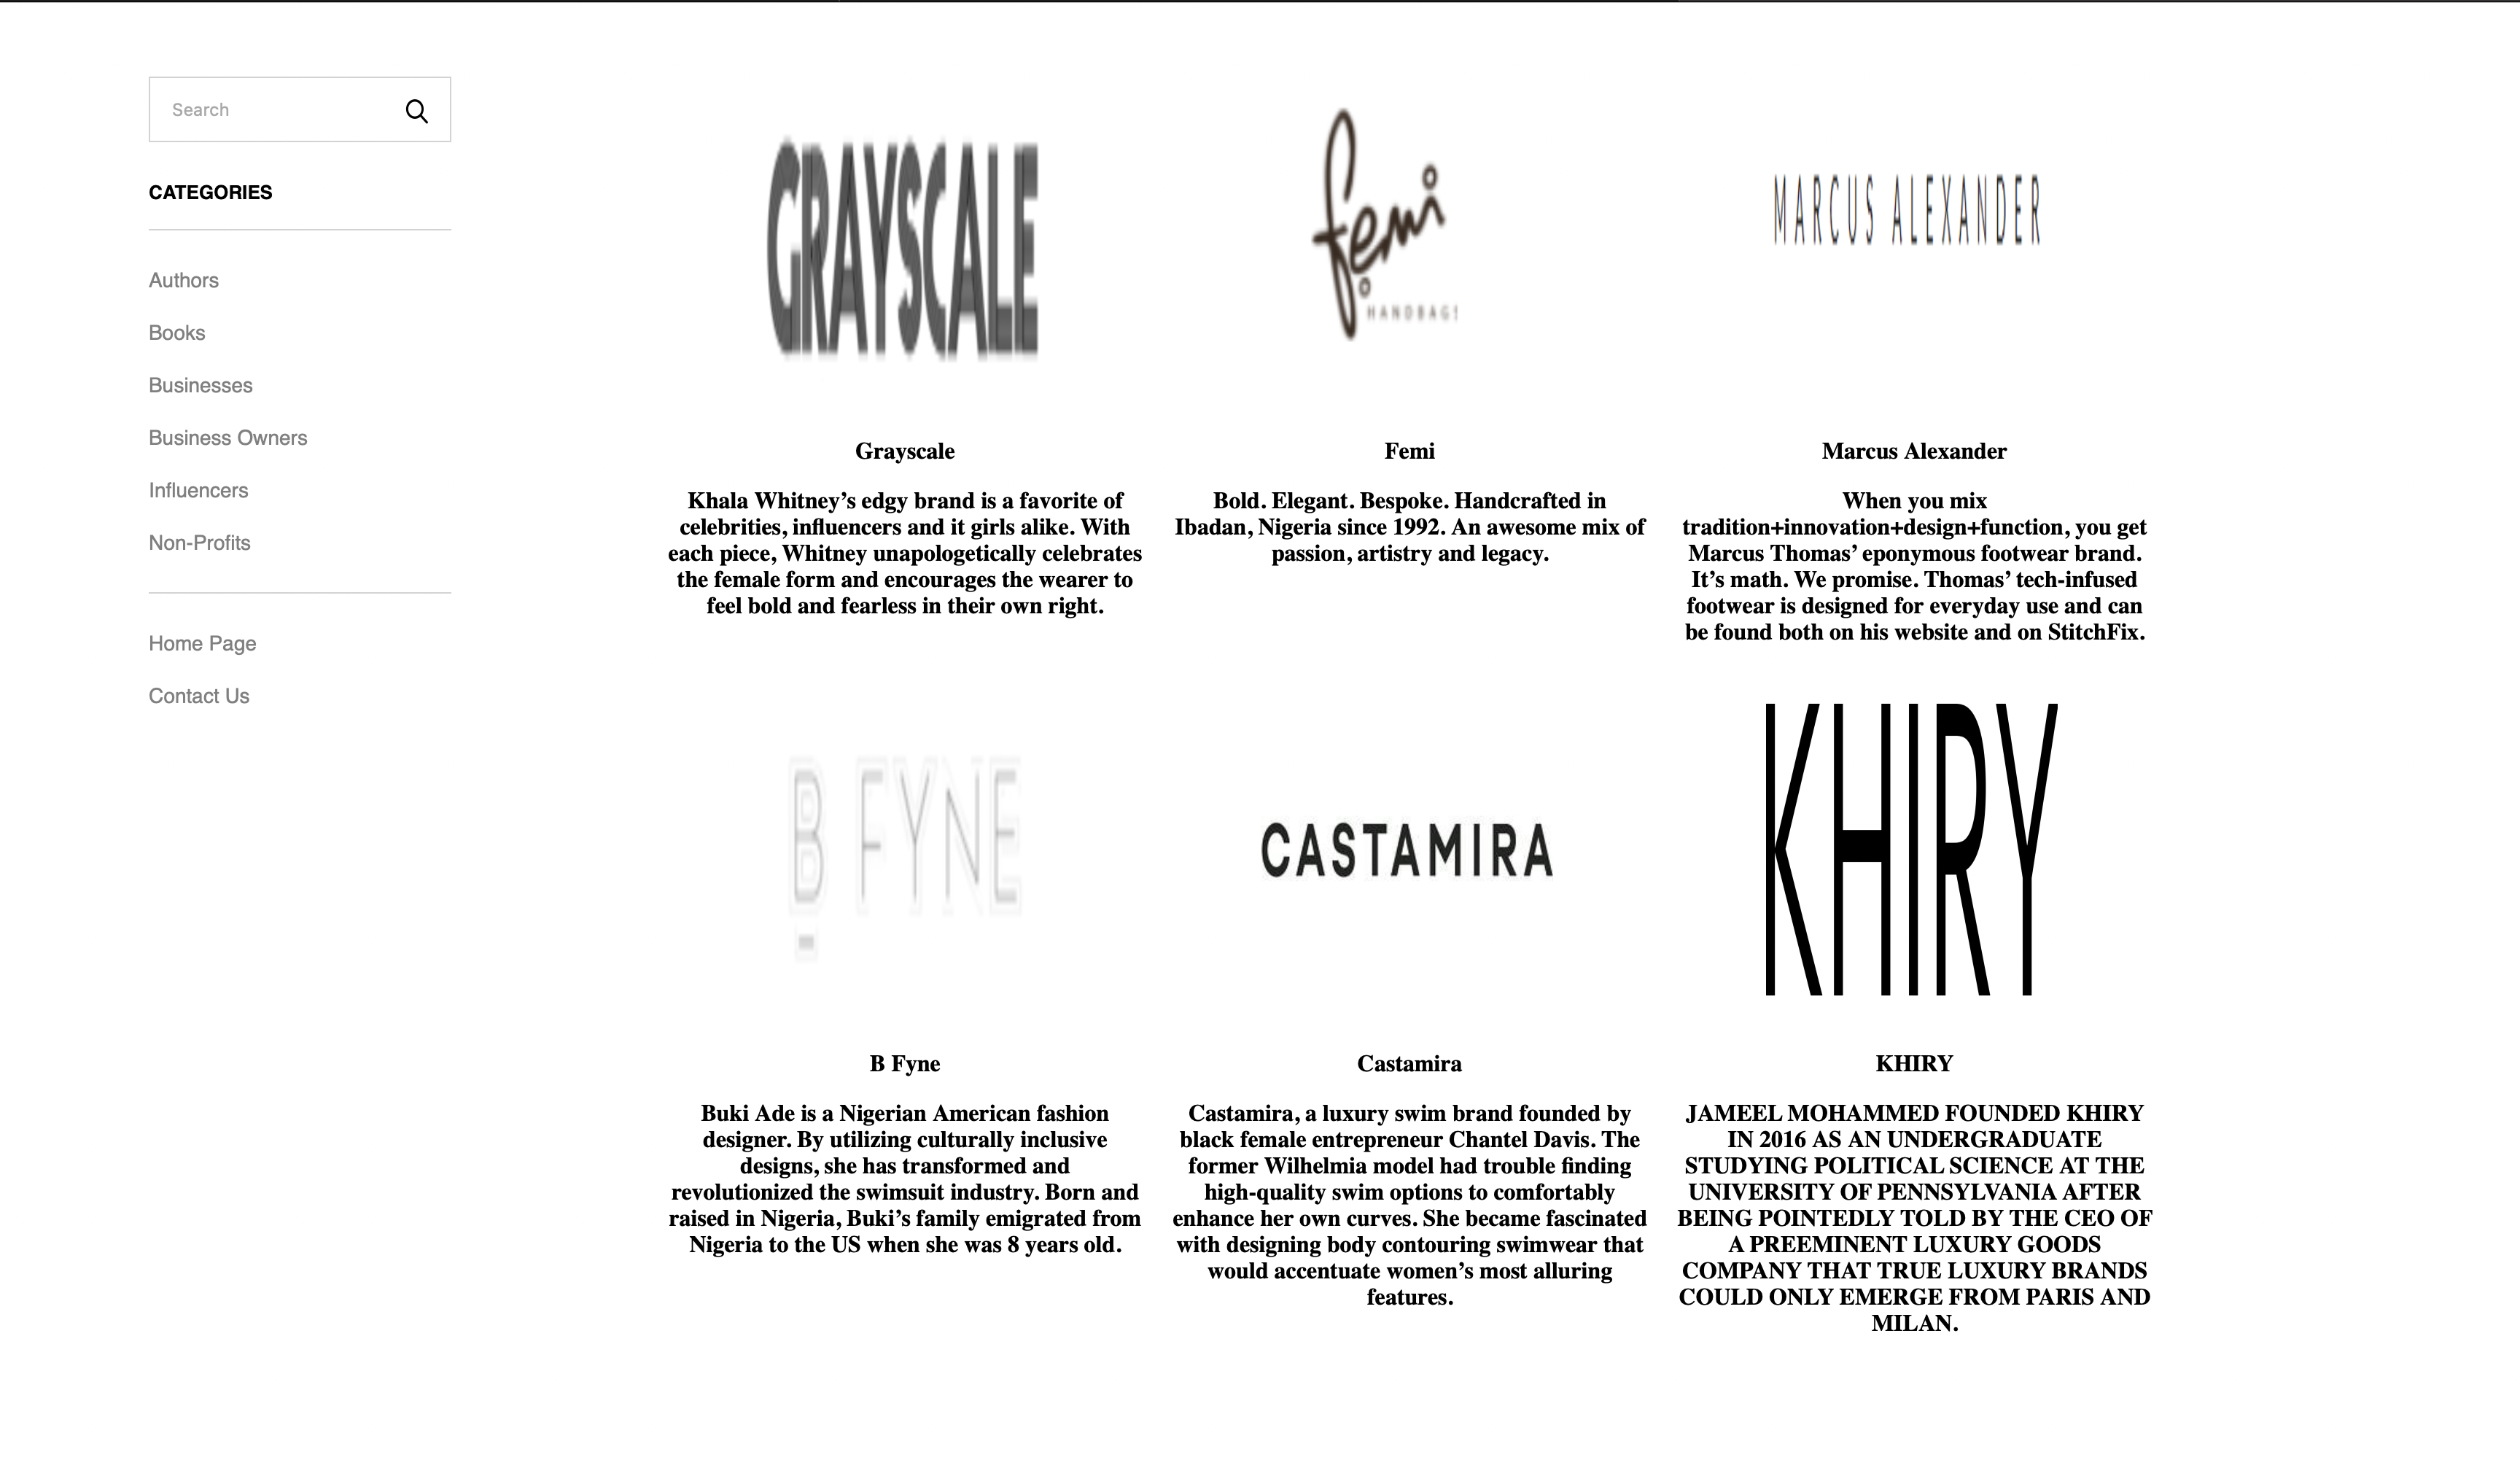 Search
CATEGORIES
Authors
Books
Businesses
Business Owners
Influencers
Non-Profits
Home Page
Contact Us
GRAYSCALE
Grayscale
Khala Whitney’s edgy brand is a favorite of
celebrities, influencers and it girls alike. With
each piece, Whitney unapologetically celebrates
the female form and encourages the wearer to
feel bold and fearless in their own right.
femi
HANDBAGS
Femi
Bold. Elegant. Bespoke. Handcrafted in
Ibadan, Nigeria since 1992. An awesome mix of
passion, artistry and legacy.
MARCUS ALEXANDER
Marcus Alexander
When you mix
tradition+innovation+design+function, you get
Marcus Thomas’ eponymous footwear brand.
It’s math. We promise. Thomas’ tech-infused
footwear is designed for everyday use and can
be found both on his website and on StitchFix.
B FYNE
B Fyne
Buki Ade is a Nigerian American fashion
designer. By utilizing culturally inclusive
designs, she has transformed and
revolutionized the swimsuit industry. Born and
raised in Nigeria, Buki’s family emigrated from
Nigeria to the US when she was 8 years old.
CASTAMIRA
Castamira
Castamira, a luxury swim brand founded by
black female entrepreneur Chantel Davis. The
former Wilhelmia model had trouble finding
high-quality swim options to comfortably
enhance her own curves. She became fascinated
with designing body contouring swimwear that
would accentuate women’s most alluring
features.
KHIRY
KHIRY
JAMEEL MOHAMMED FOUNDED KHIRY
IN 2016 AS AN UNDERGRADUATE
STUDYING POLITICAL SCIENCE AT THE
UNIVERSITY OF PENNSYLVANIA AFTER
BEING POINTEDLY TOLD BY THE CEO OF
A PREEMINENT LUXURY GOODS
COMPANY THAT TRUE LUXURY BRANDS
COULD ONLY EMERGE FROM PARIS AND
MILAN.